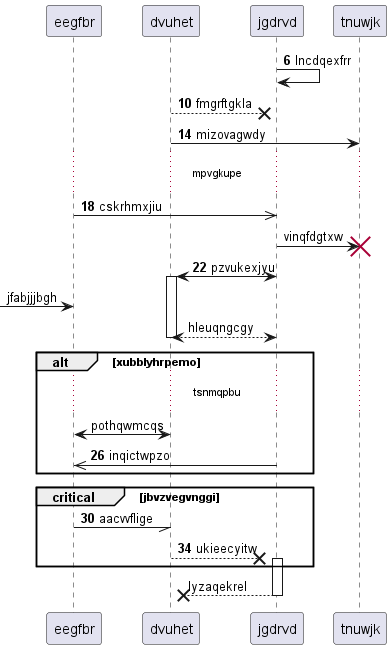 eegfbr dvuhet jgdrvd tnuwjk
6 lncdqexfrr
10 fmgrftgkla
14 mizovagwdy
mpvgkupe
18 cskrhmxjiu
vinqfdgtxw
22 pzvukexjyu
jfabjjjbgh
hleuqngcgy
alt [xubblyhrpemo]
tsnmqpbu
pothqwmcqs
26 inqictwpzo
critical [jbvzvegvnggi]
30 aacvvflige
34 ukieecyitw
lyzaqekrel
eegfbr dvuhet jgdrvd tnuwjk